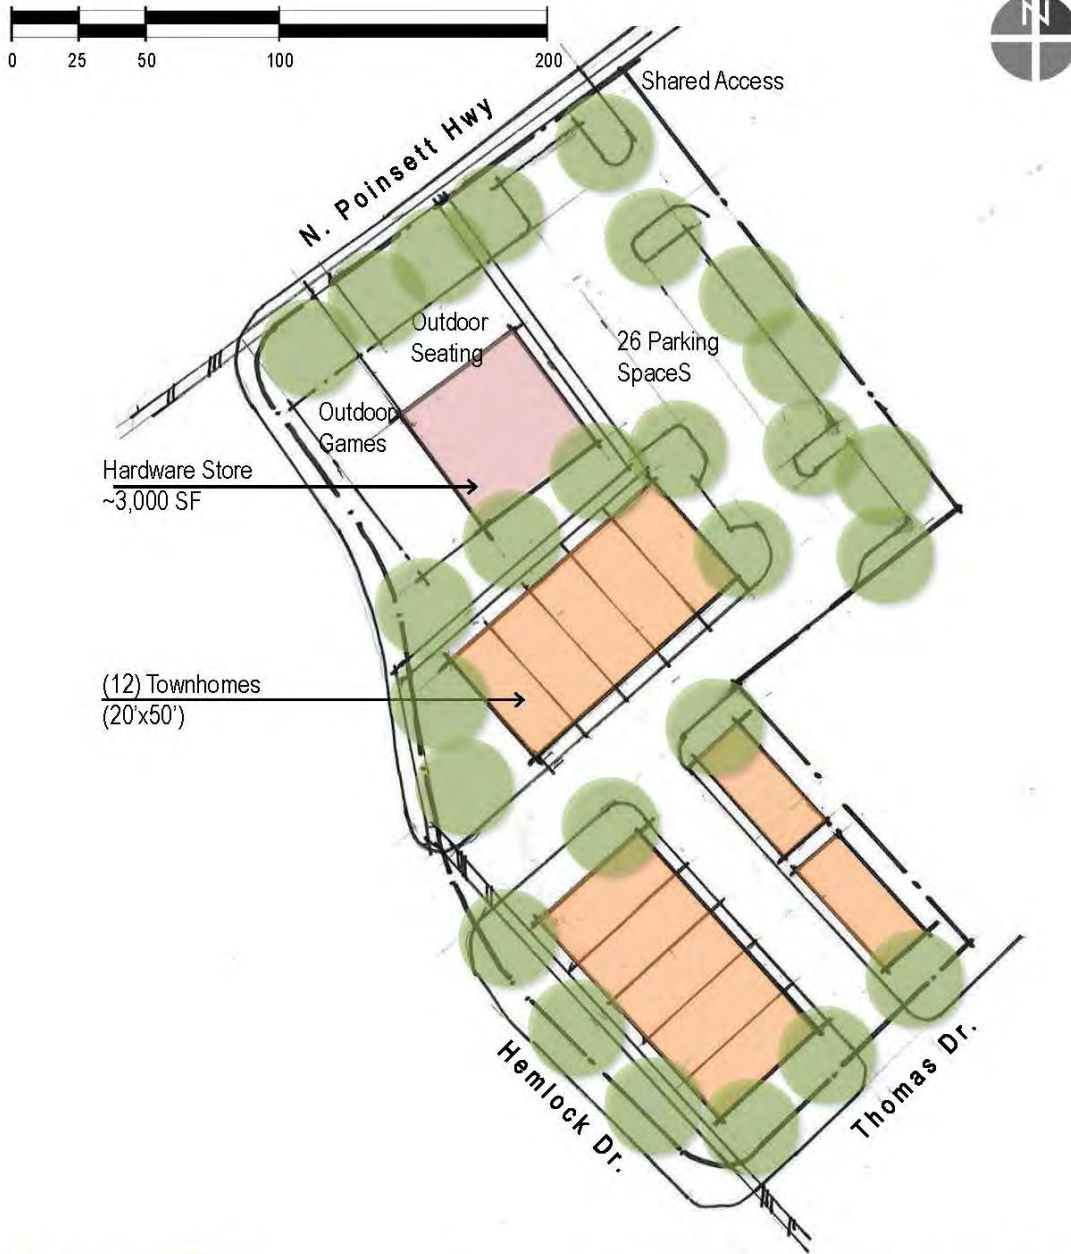 0 25 50 100 200
N
Shared Access
N. Poinsett Hwy
Outdoor
Seating
26 Parking
SpaceS
Outdoor
Games
Hardware Store
~3,000 SF
(12) Townhomes
(20'x50')
Hemlock Dr.
Thomas Dr.